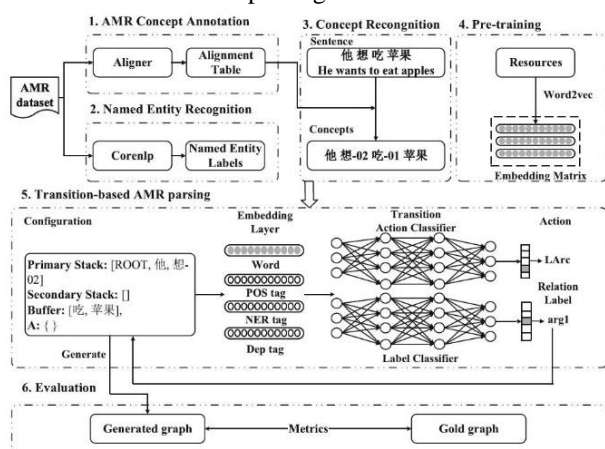 1. AMR Concept Annotation
3. Concept Recongnition
4. Pre-training
AMR
dataset
Aligner
Alignment
Table
2. Named Entity Recognition
Corenlp
Named Entity
Labels
Sentence
他 想 吃 苹果
He wants to eat apples
Concepts
他 想-02 吃-01 苹果
Resources
Word2vec
Embedding Matrix
5. Transition-based AMR parsing
Configuration
Primary Stack: [ROOT, 他, 想-
02]
Secondary Stack: []
Buffer: [吃, 苹果],
A: { }
Generate
Embedding
Layer
Word
POS tag
NER tag
Dep tag
Transition
Action Classifier
Label Classifier
Action
LArc
Relation
Label
arg1
6. Evaluation
Generated graph
Metrics
Gold graph